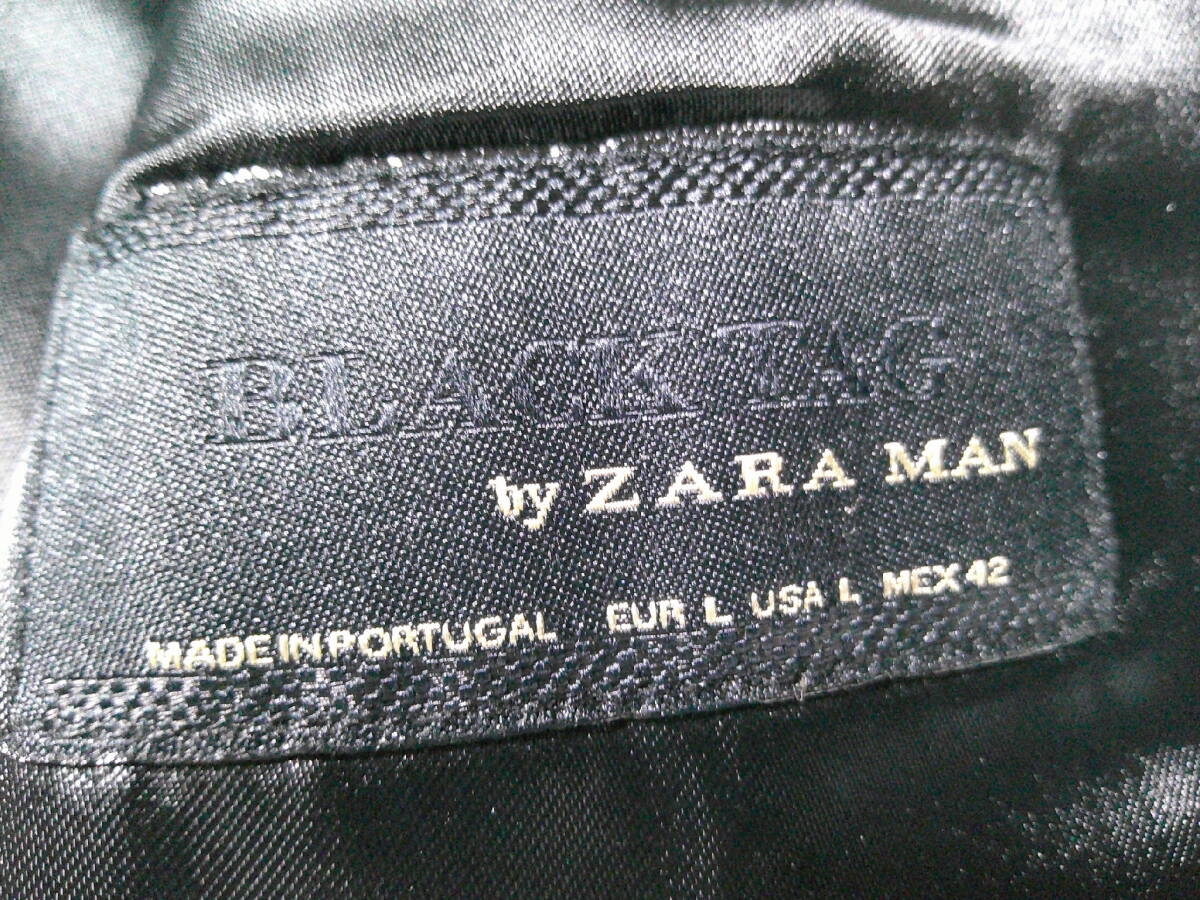 BLACK TAG
by ZARA MAN
MADE IN PORTUGAL EUR L USA L MEX 42